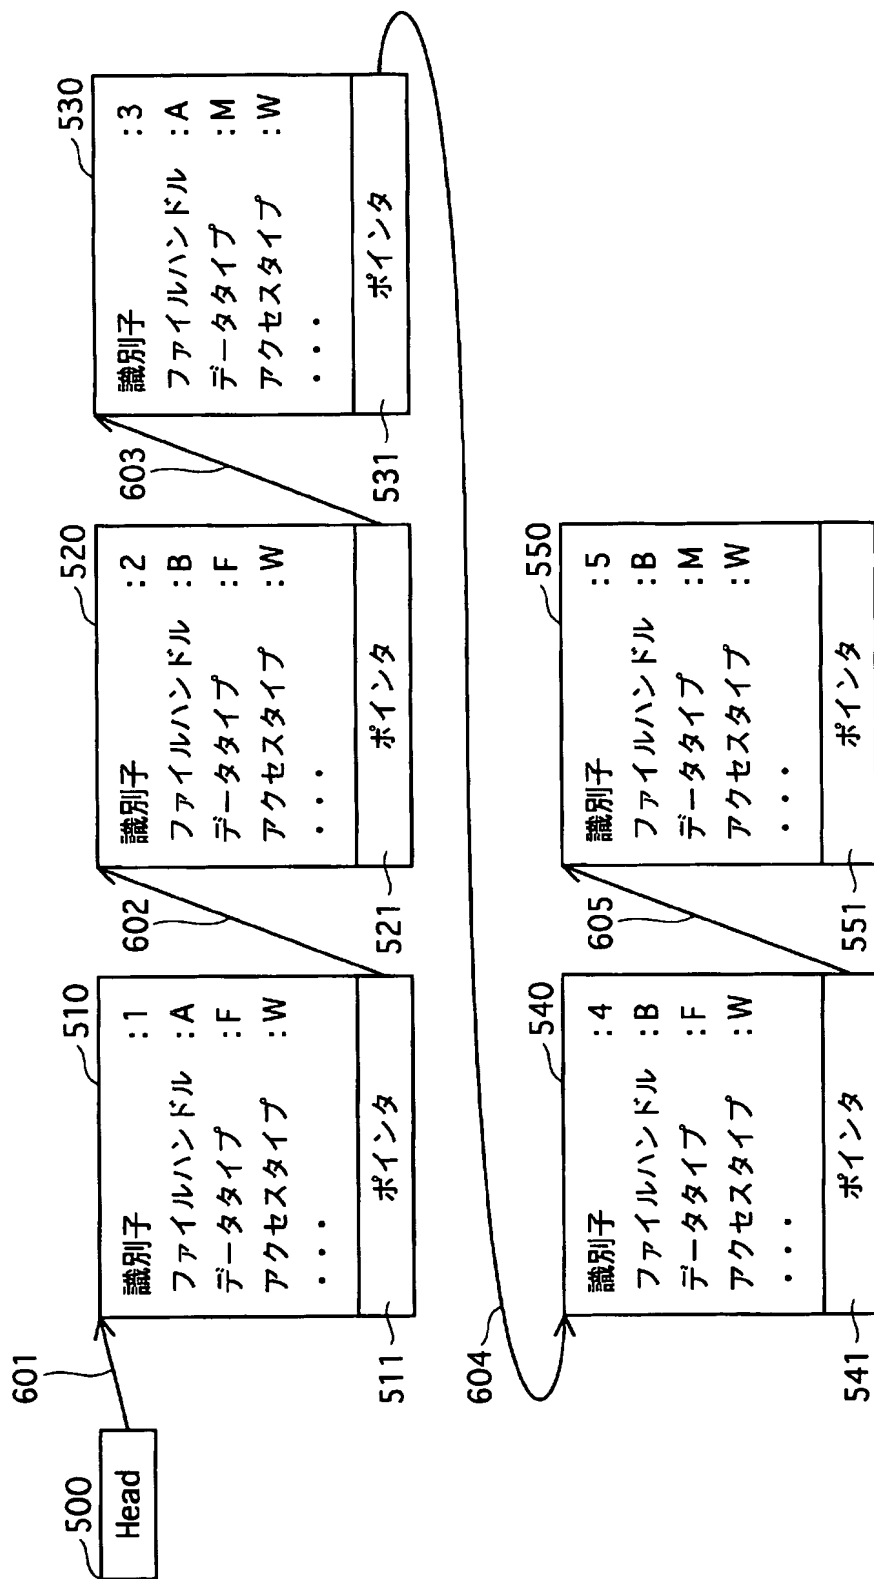 500
Head
601
510
識別子 :1
ファイルハンドル :A
データタイプ :F
アクセスタイプ :W
・・・
ポインタ
511
602
520
識別子 :2
ファイルハンドル :B
データタイプ :F
アクセスタイプ :W
・・・
ポインタ
521
603
530
識別子 :3
ファイルハンドル :A
データタイプ :M
アクセスタイプ :W
・・・
ポインタ
531
604
540
識別子 :4
ファイルハンドル :B
データタイプ :F
アクセスタイプ :W
・・・
ポインタ
541
605
550
識別子 :5
ファイルハンドル :B
データタイプ :M
アクセスタイプ :W
・・・
ポインタ
551